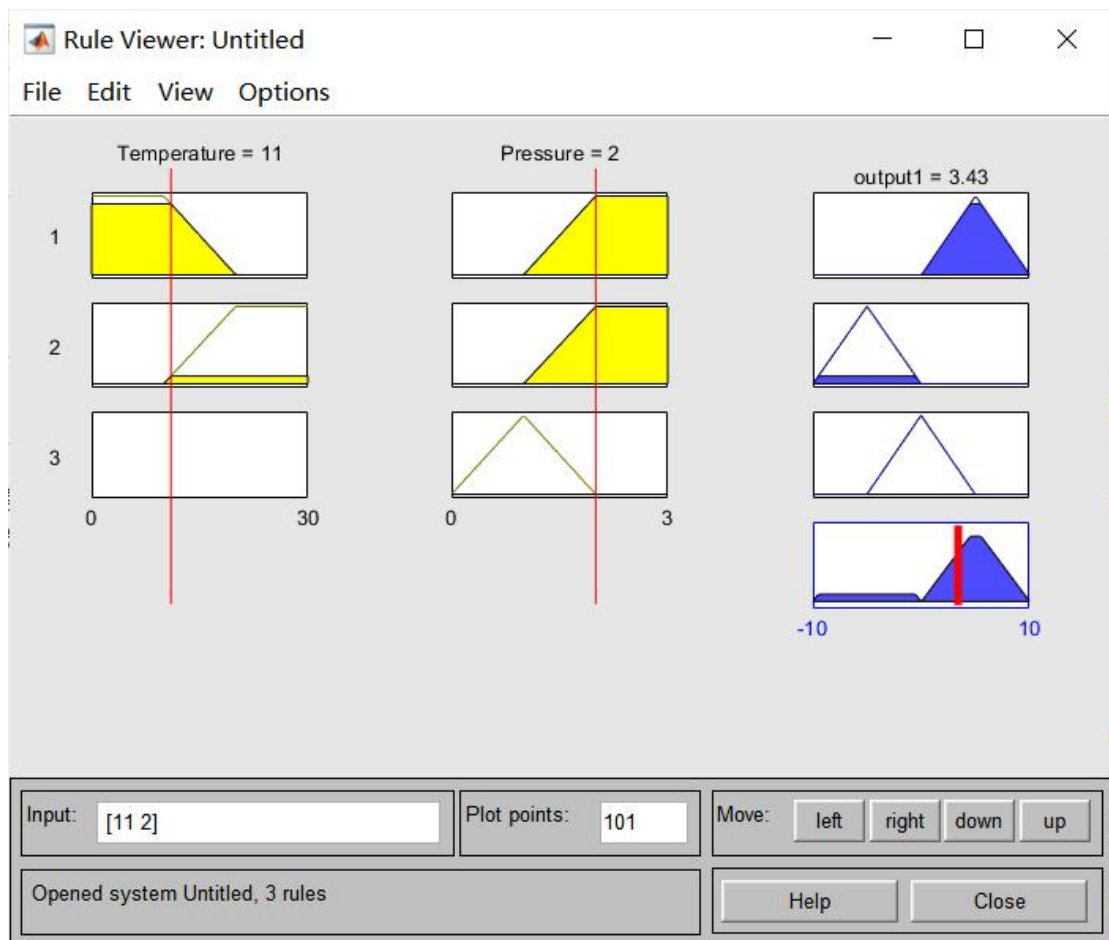 Rule Viewer: Untitled
File Edit View Options
Temperature = 11
Pressure = 2
output1 = 3.43
1
2
3
0 30
0 3
-10 10
Input: [11 2]
Plot points: 101
Move: left right down up
Opened system Untitled, 3 rules
Help Close